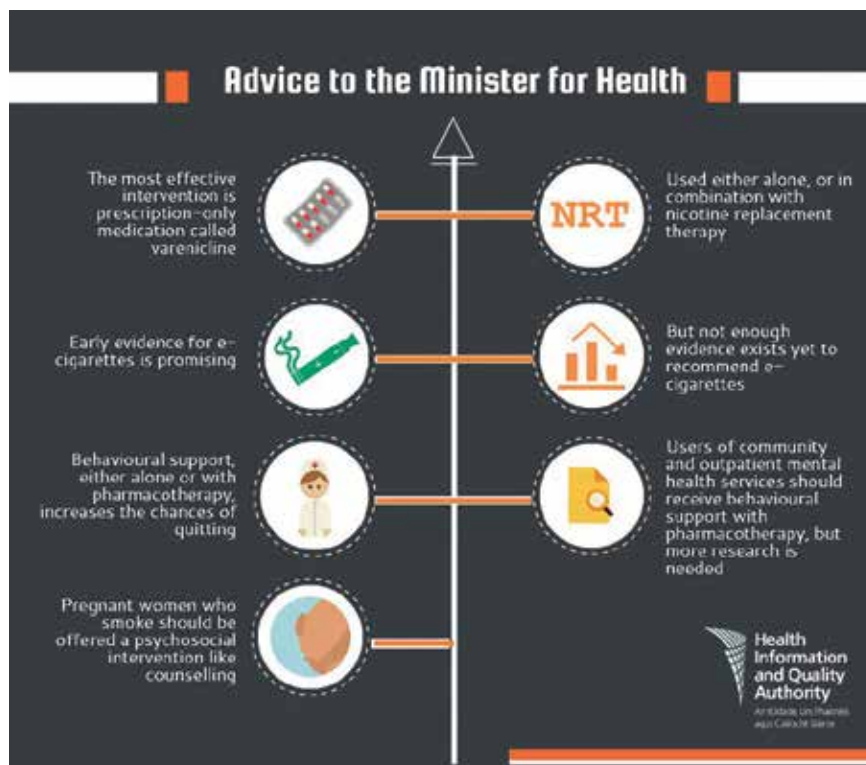 Advice to the Minister for Health
The most effective
intervention is
prescription-only
medication called
varenicline
NRT
Used either alone, or in
combination with
nicotine replacement
therapy
Early evidence for e-
cigarettes is promising
But not enough
evidence exists yet to
recommend e-
cigarettes
Behavioural support,
either alone or with
pharmacotherapy,
increases the chances of
quitting
Users of community
and outpatient mental
health services should
receive behavioural
support with
pharmacotherapy, but
more research is
needed
Pregnant women who
smoke should be
offered a psychosocial
intervention like
counselling
Health
Information
and Quality
Authority